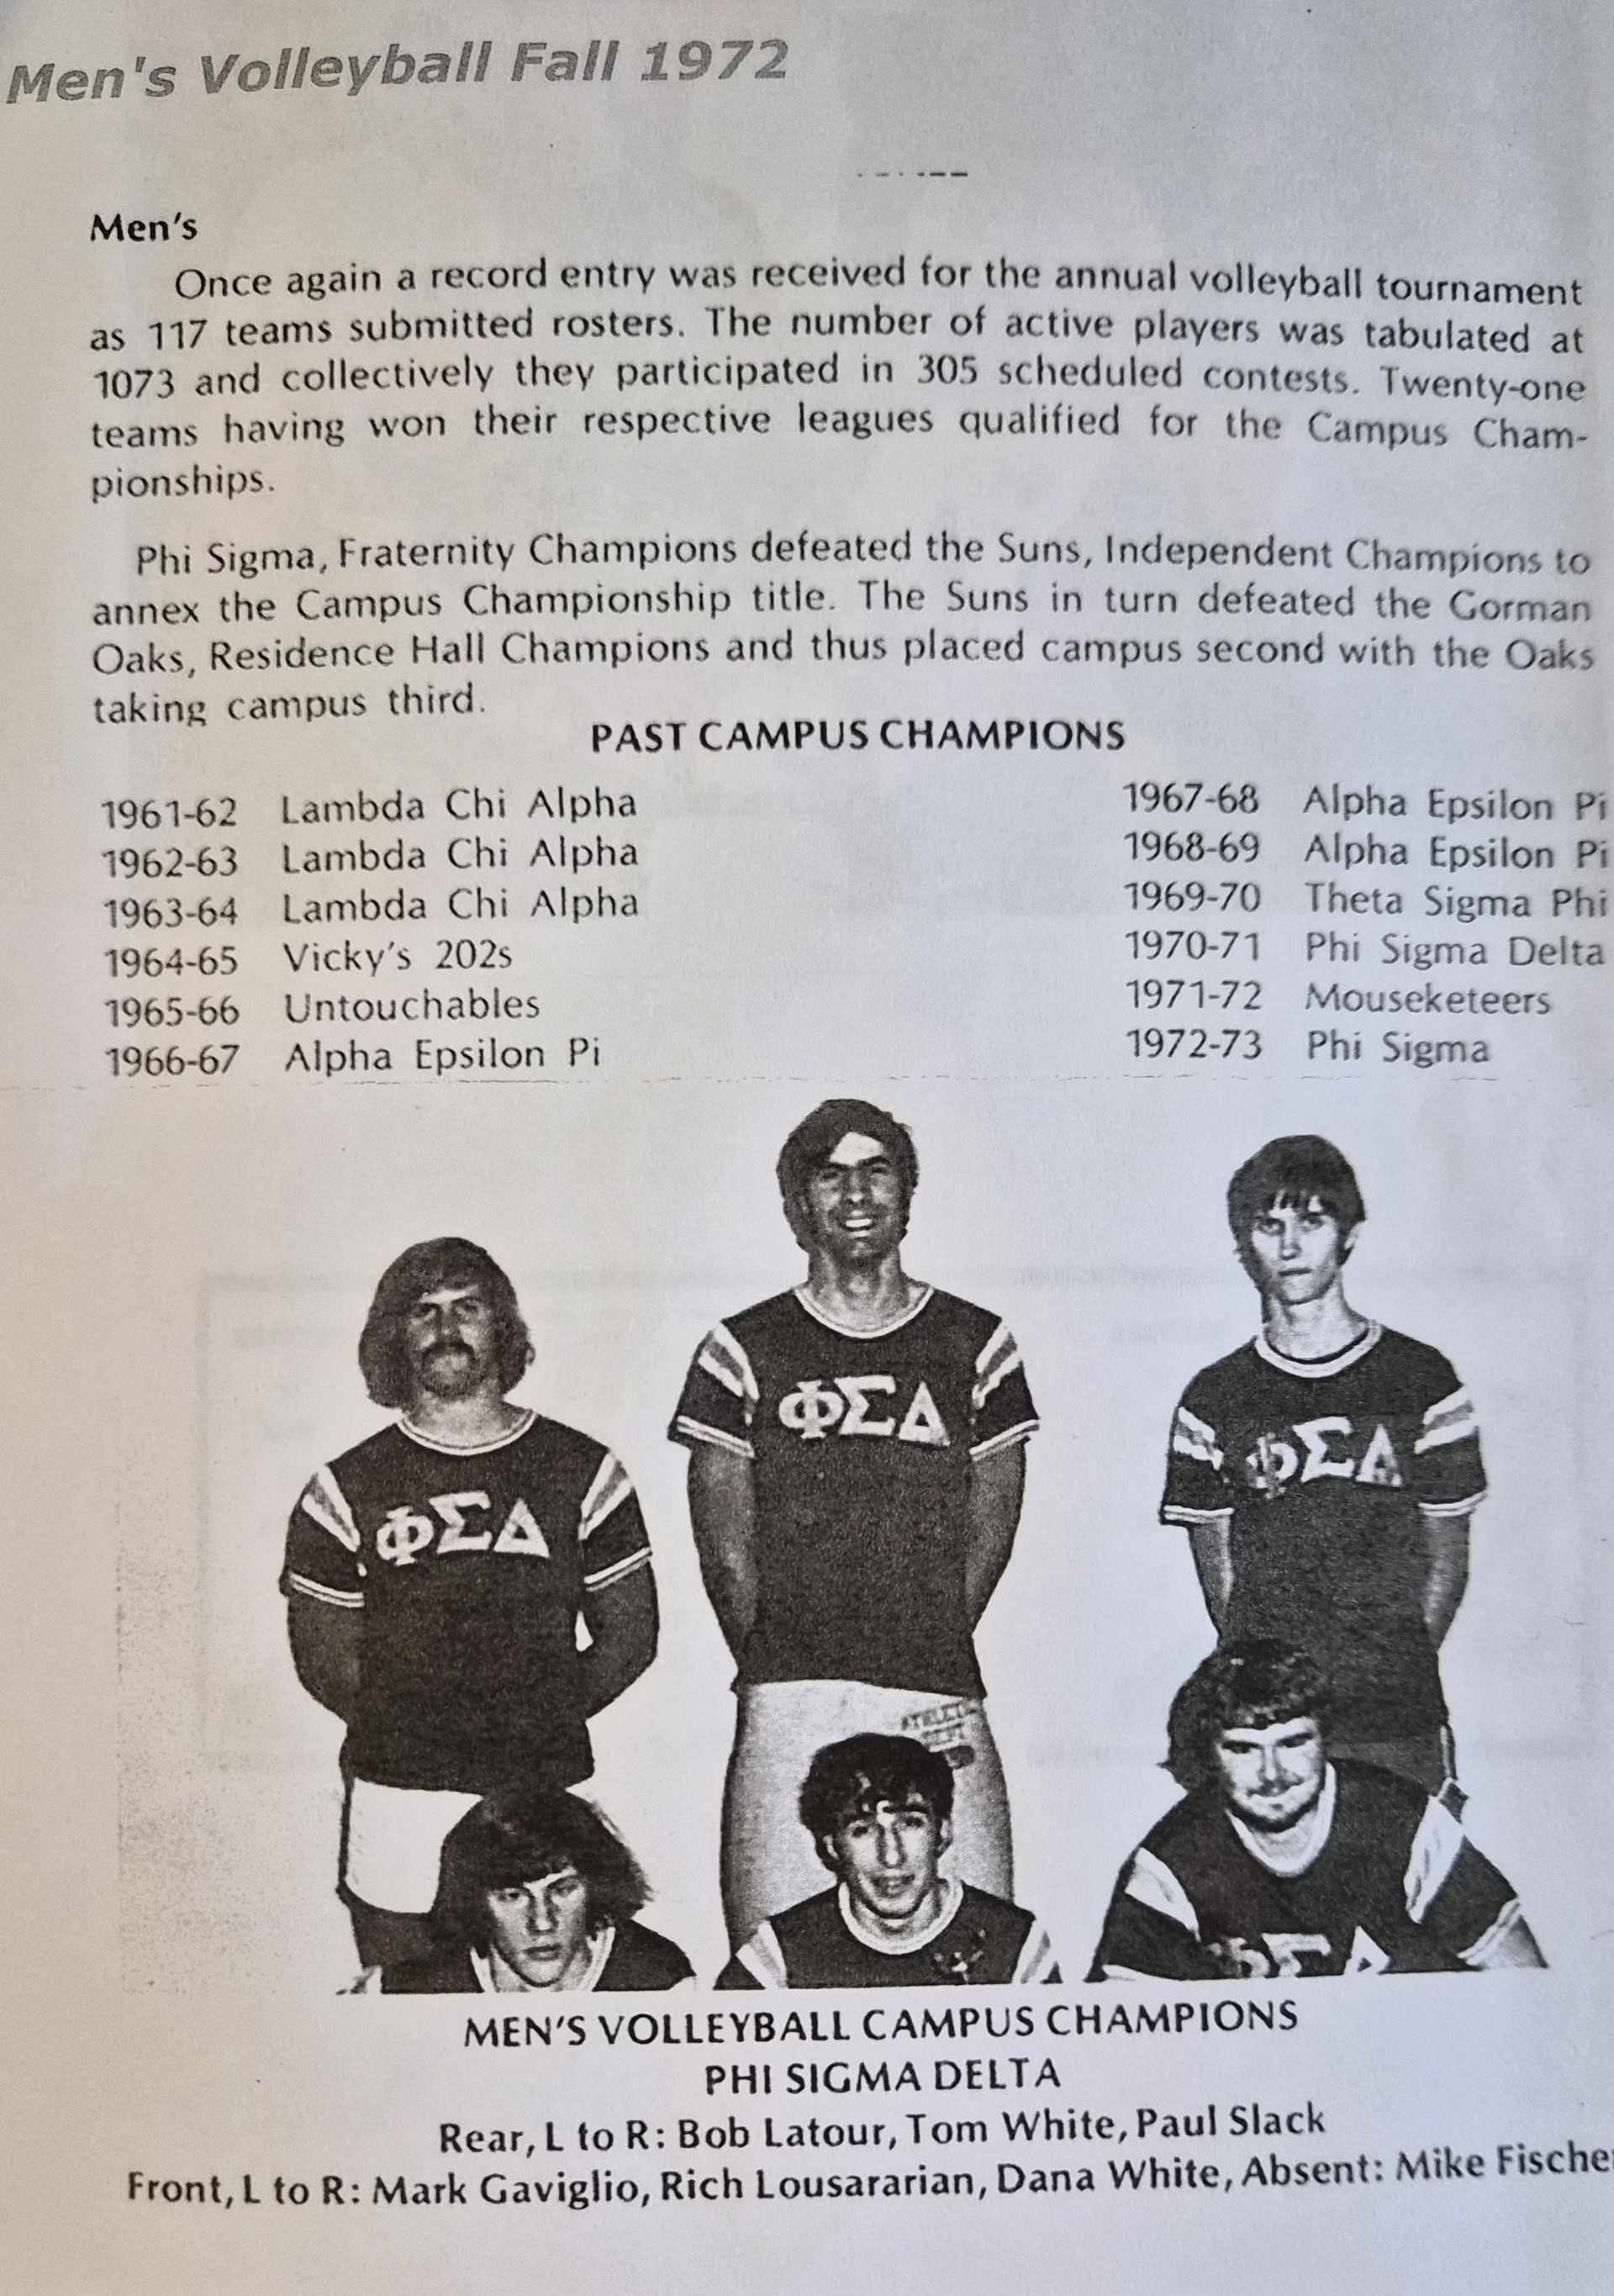 Men's Volleyball Fall 1972
Men's
Once again a record entry was received for the annual volleyball tournament
as 117 teams submitted rosters. The number of active players was tabulated at
1073 and collectively they participated in 305 scheduled contests. Twenty-one
teams having won their respective leagues qualified for the Campus Cham-
pionships.
Phi Sigma, Fraternity Champions defeated the Suns, Independent Champions to
annex the Campus Championship title. The Suns in turn defeated the Gorman
Oaks, Residence Hall Champions and thus placed campus second with the Oaks
taking campus third.
PAST CAMPUS CHAMPIONS
1961-62 Lambda Chi Alpha
1962-63 Lambda Chi Alpha
1963-64 Lambda Chi Alpha
1964-65 Vicky's 202s
1965-66 Untouchables
1966-67 Alpha Epsilon Pi
1967-68 Alpha Epsilon Pi
1968-69 Alpha Epsilon Pi
1969-70 Theta Sigma Phi
1970-71 Phi Sigma Delta
1971-72 Mouseketeers
1972-73 Phi Sigma
ΦΣΔ
ΦΣΔ
ΦΣΔ
ΦΣΔ
MEN'S VOLLEYBALL CAMPUS CHAMPIONS
PHI SIGMA DELTA
Rear, L to R: Bob Latour, Tom White, Paul Slack
Front, L to R: Mark Gaviglio, Rich Lousararian, Dana White, Absent: Mike Fischer